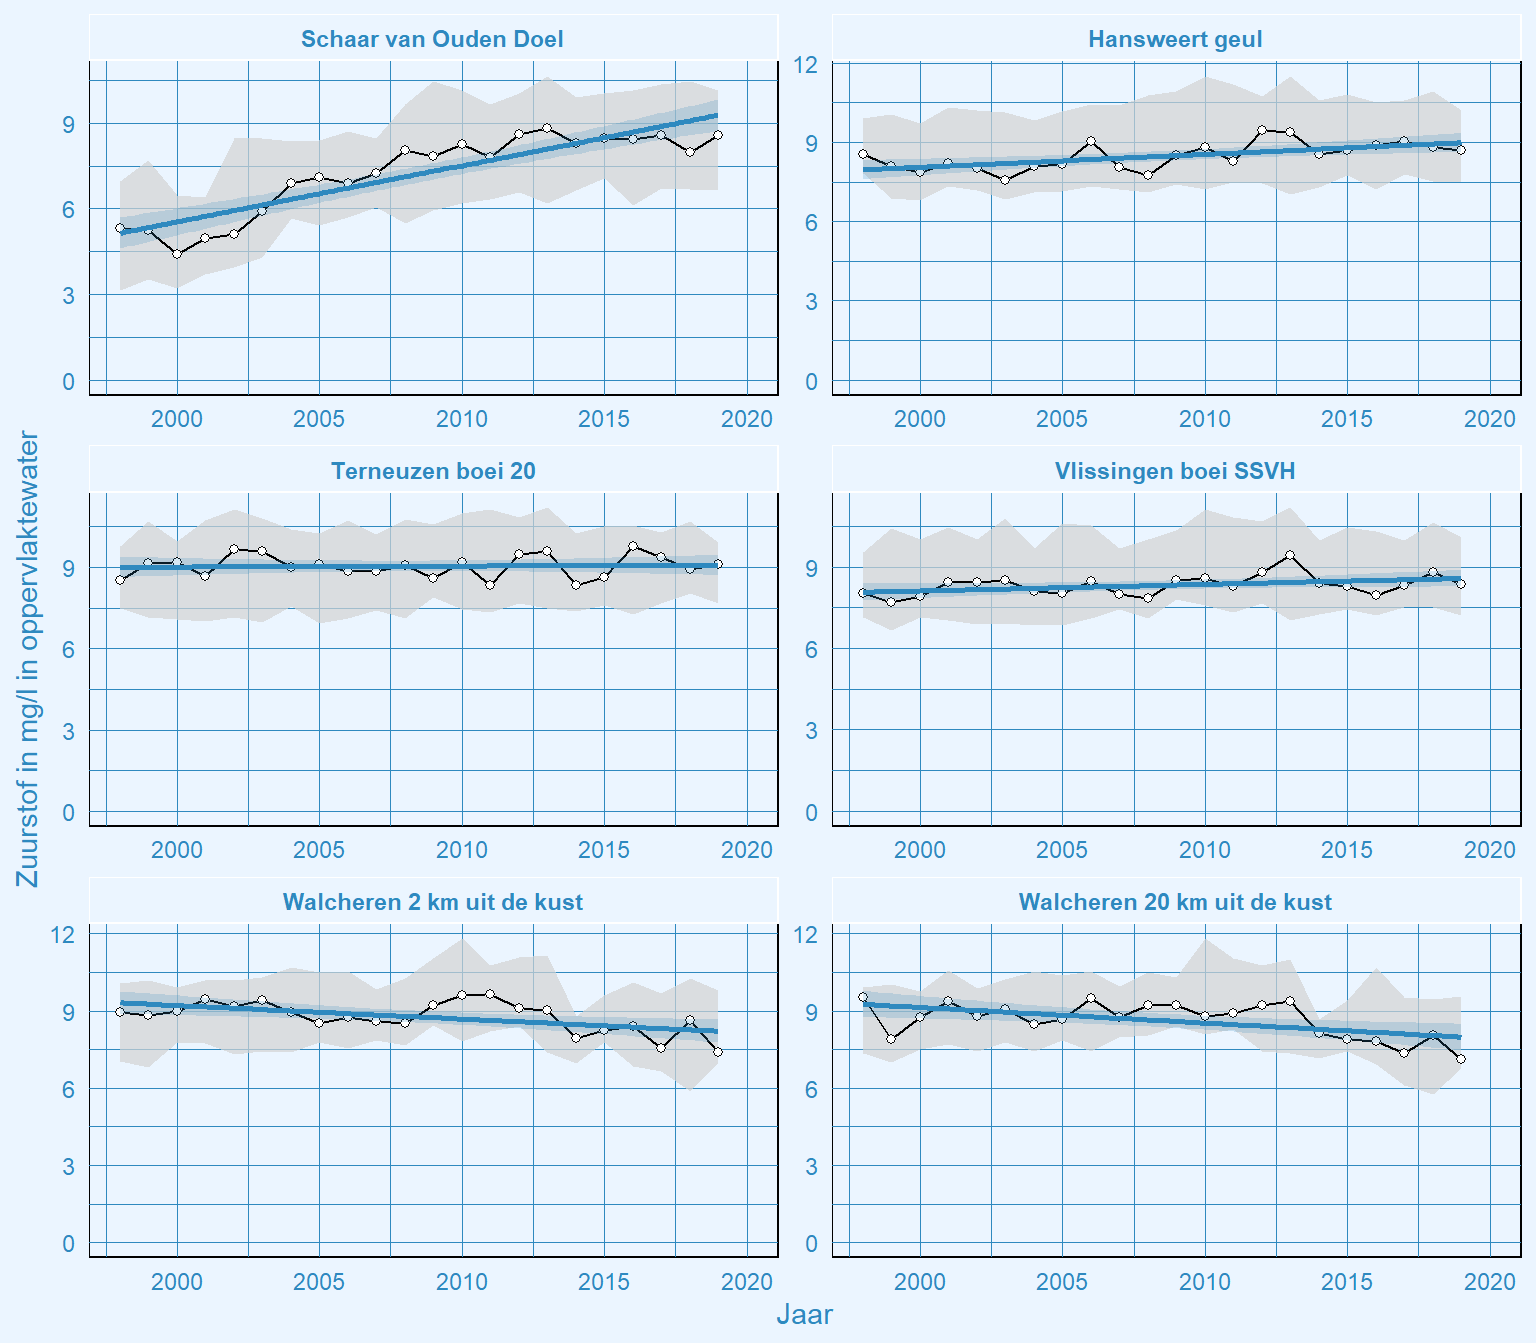 Schaar van Ouden Doel
Hansweert geul
9
6
3
0
12
9
6
3
0
2000 2005 2010 2015 2020
2000 2005 2010 2015 2020
Terneuzen boei 20
Vlissingen boei SSVH
Zuurstof in mg/l in oppervlaktewater
9
6
3
0
9
6
3
0
2000 2005 2010 2015 2020
2000 2005 2010 2015 2020
Walcheren 2 km uit de kust
Walcheren 20 km uit de kust
12
9
6
3
0
12
9
6
3
0
2000 2005 2010 2015 2020
2000 2005 2010 2015 2020
Jaar